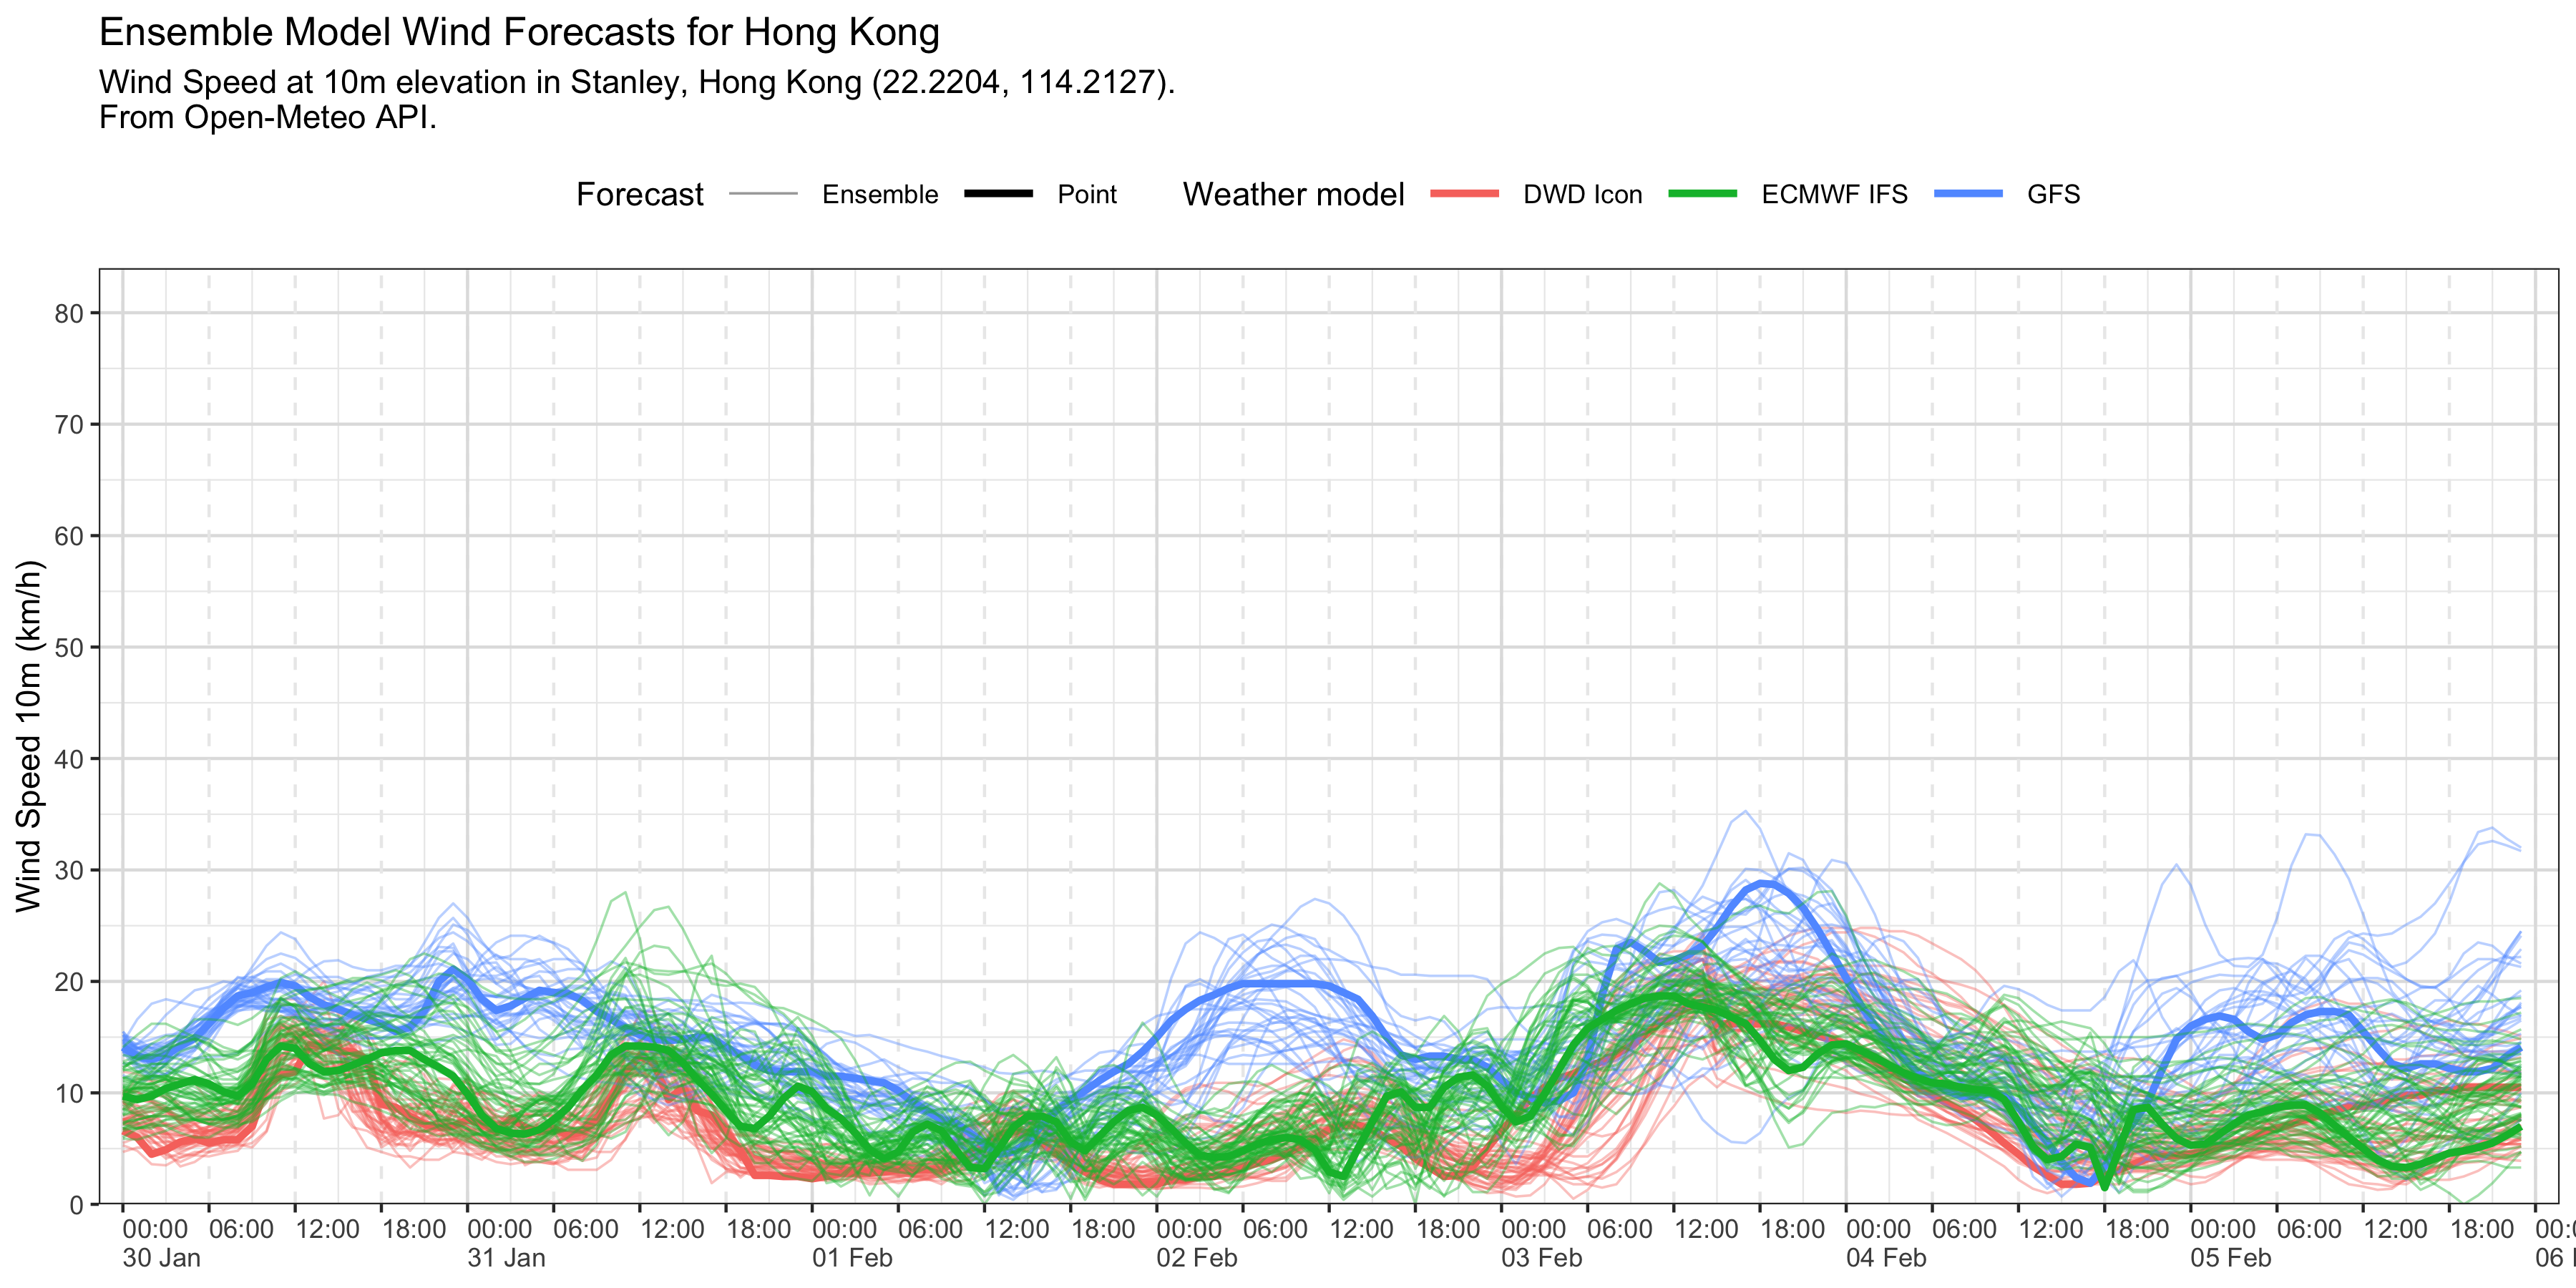 Ensemble Model Wind Forecasts for Hong Kong
Wind Speed at 10m elevation in Stanley, Hong Kong (22.2204, 114.2127).
From Open-Meteo API.
Forecast Ensemble Point Weather model DWD Icon ECMWF IFS GFS
Wind Speed 10m (km/h)
80
70
60
50
40
30
20
10
0
00:00 06:00 12:00 18:00 00:00 06:00 12:00 18:00 00:00 06:00 12:00 18:00 00:00 06:00 12:00 18:00 00:00 06:00 12:00 18:00 00:00 06:00 12:00 18:00 00:00 06:00 12:00 18:00
30 Jan 31 Jan 01 Feb 02 Feb 03 Feb 04 Feb 05 Feb 06